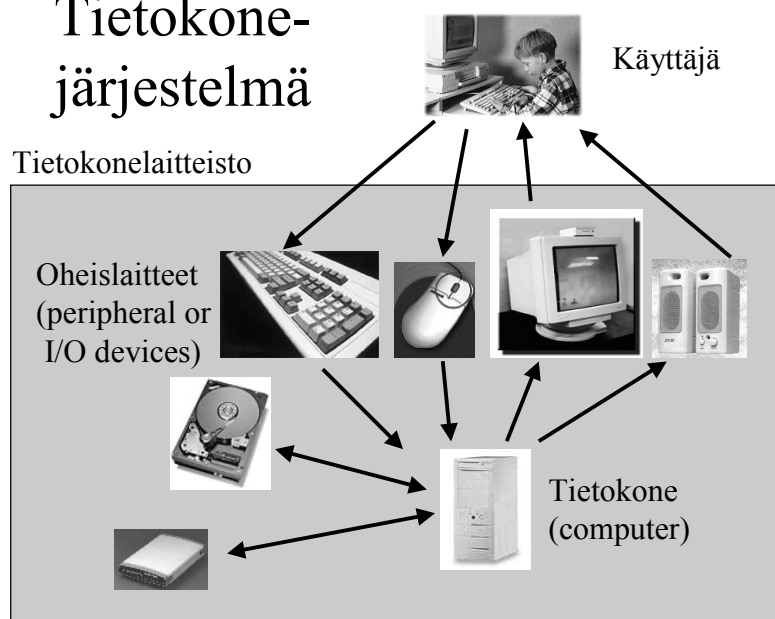 Tietokone-
järjestelmä
Käyttäjä
Tietokonelaitteisto
Oheislaitteet
(peripheral or
I/O devices)
Tietokone
(computer)